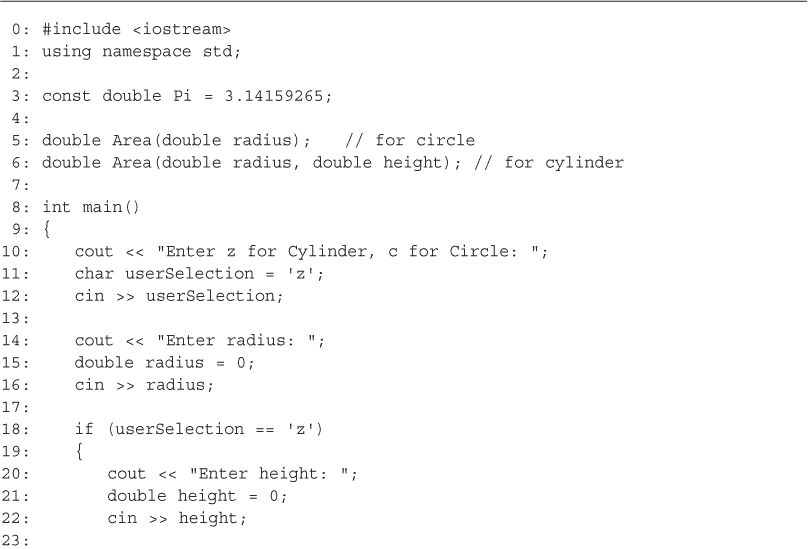 0: #include <iostream>
1: using namespace std;
2:
3: const double Pi = 3.14159265;
4:
5: double Area(double radius);   // for circle
6: double Area(double radius, double height); // for cylinder
7:
8: int main()
9: {
10:    cout << "Enter z for Cylinder, c for Circle: ";
11:    char userSelection = 'z';
12:    cin >> userSelection;
13:
14:    cout << "Enter radius: ";
15:    double radius = 0;
16:    cin >> radius;
17:
18:    if (userSelection == 'z')
19:    {
20:       cout << "Enter height: ";
21:       double height = 0;
22:       cin >> height;
23: